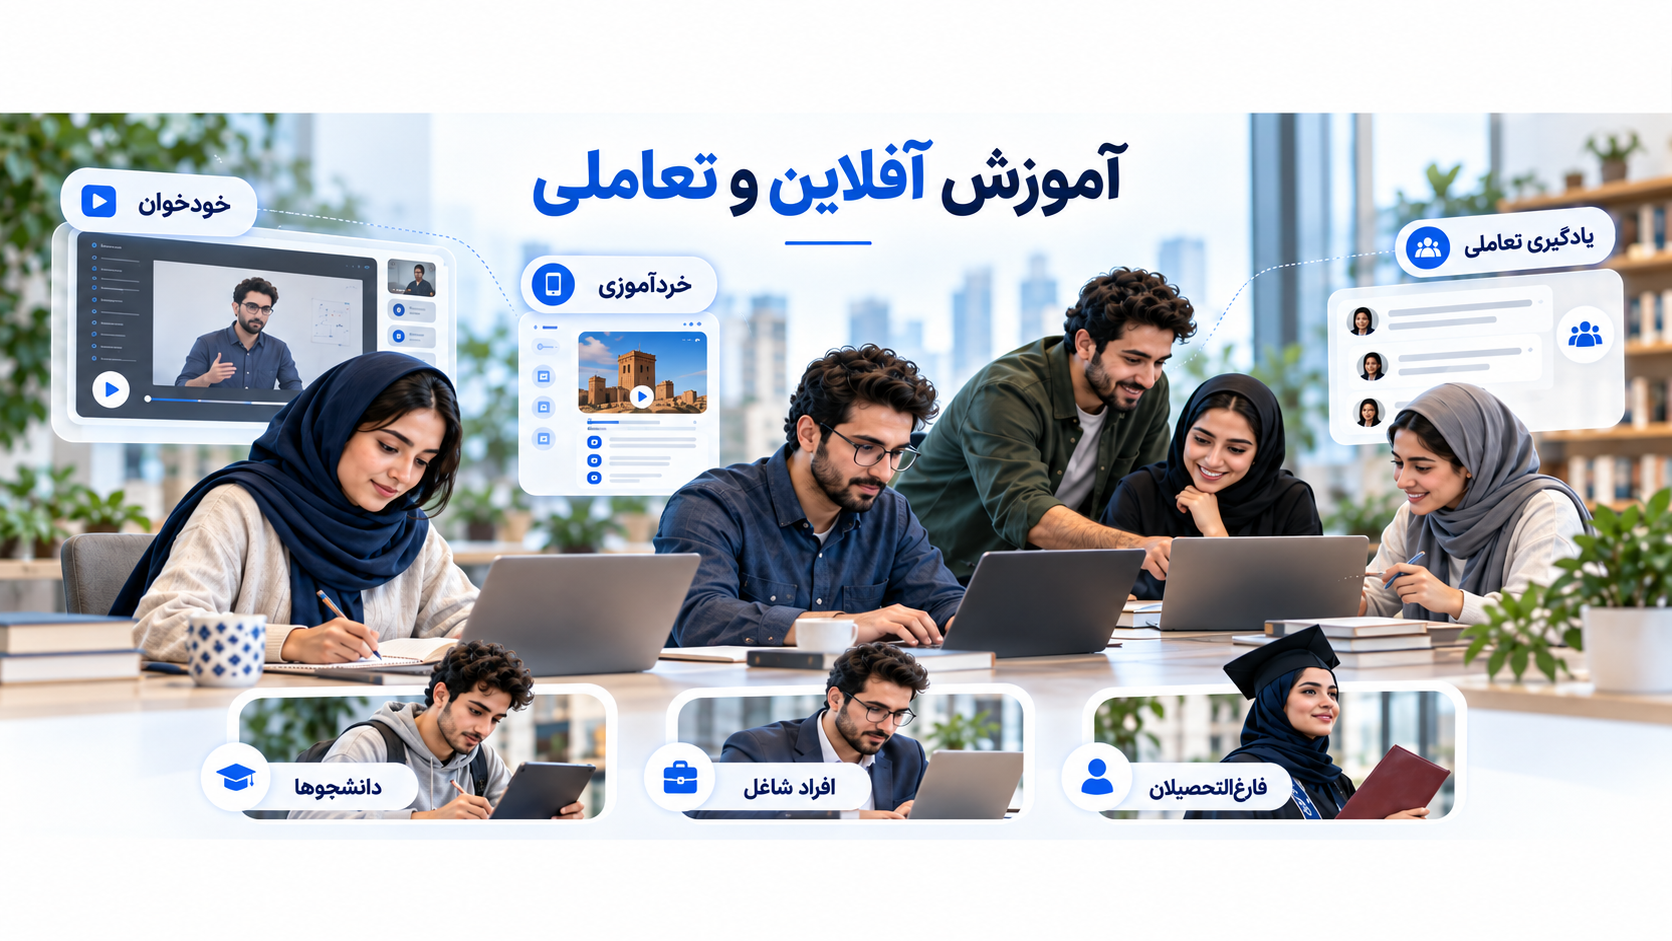 آموزش آفلاین و تعاملی
یادگیری تعاملی
خردآموزی
خودخوان
فارغ‌التحصیلان
افراد شاغل
دانشجوها